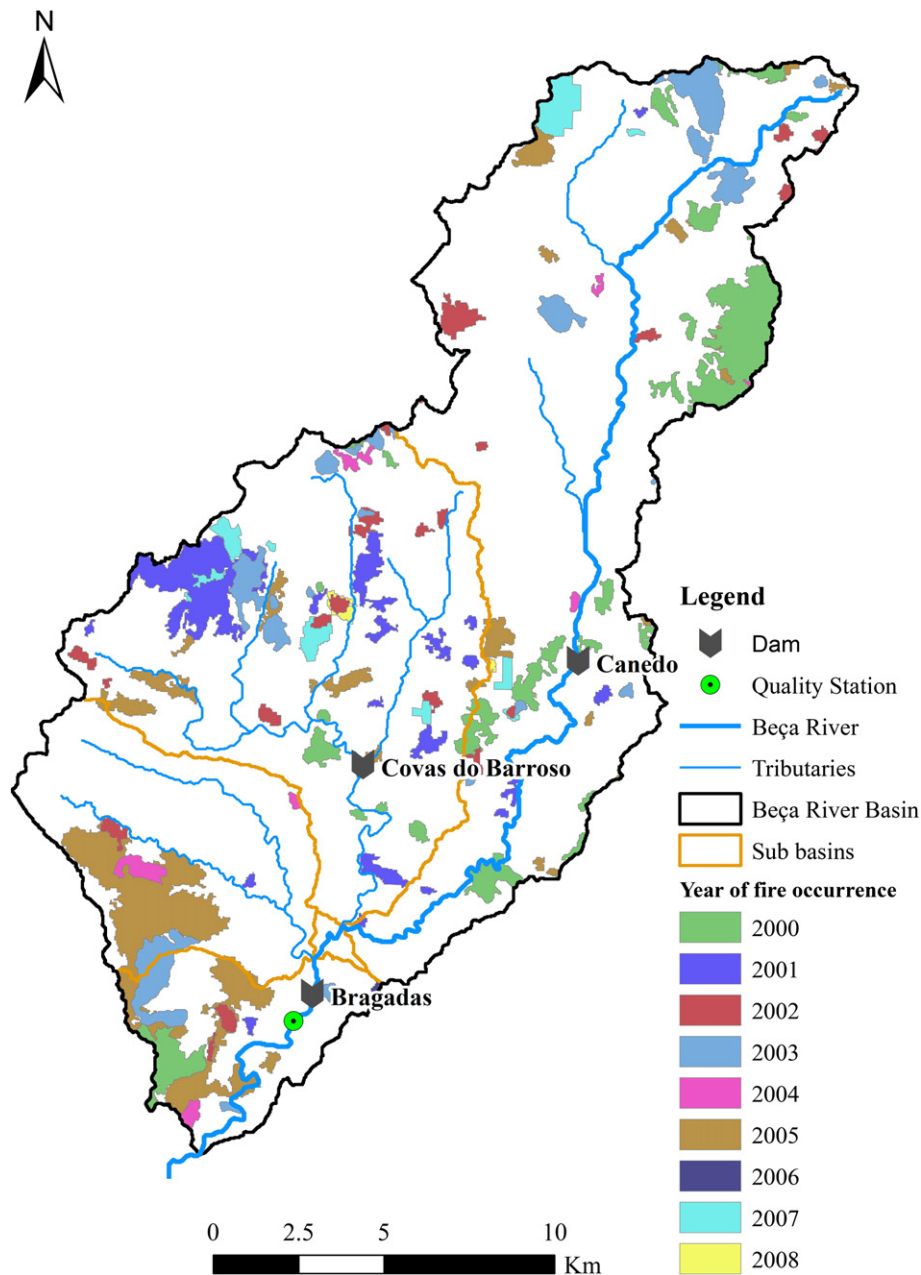 N
Legend
Dam
Quality Station
Canedo
Beça River
Tributaries
Covas do Barroso
Beça River Basin
Sub basins
Year of fire occurrence
2000
2001
2002
Bragadas
2003
2004
2005
2006
2007
2008
0 2.5 5 10
Km